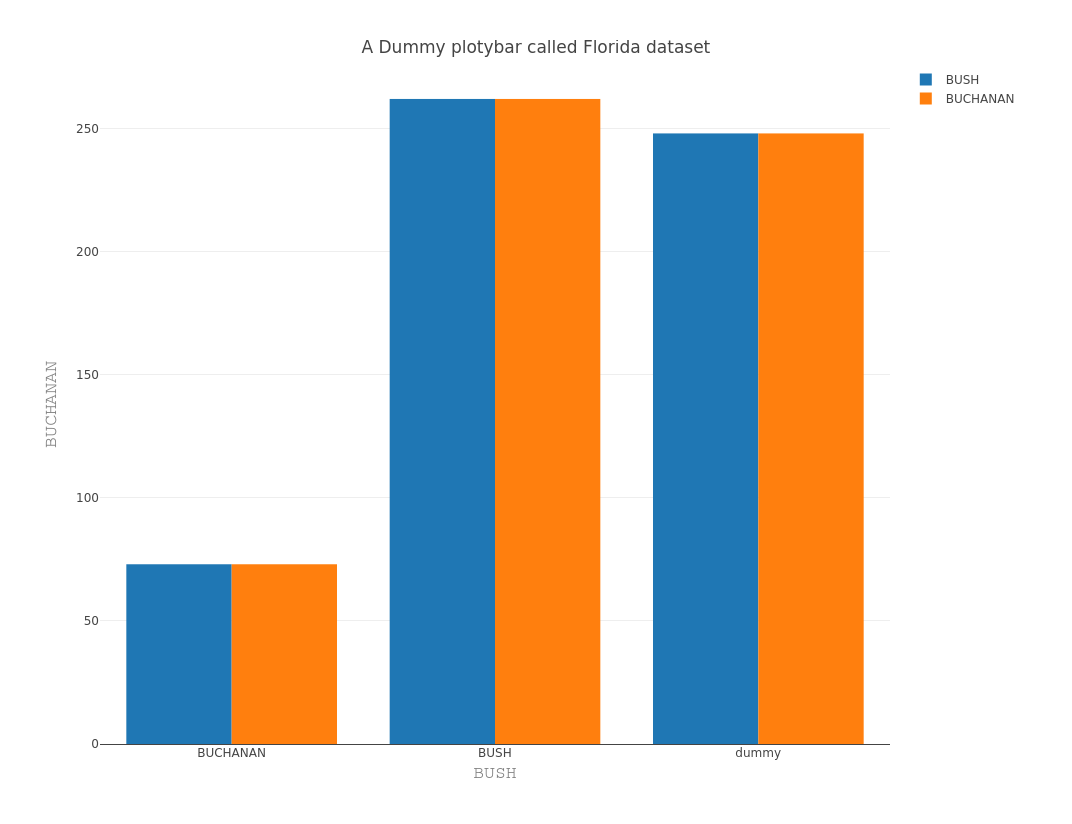 A Dummy plotybar called Florida dataset
BUSH
BUCHANAN
250
200
150
100
50
0
BUCHANAN
BUCHANAN BUSH dummy
BUSH